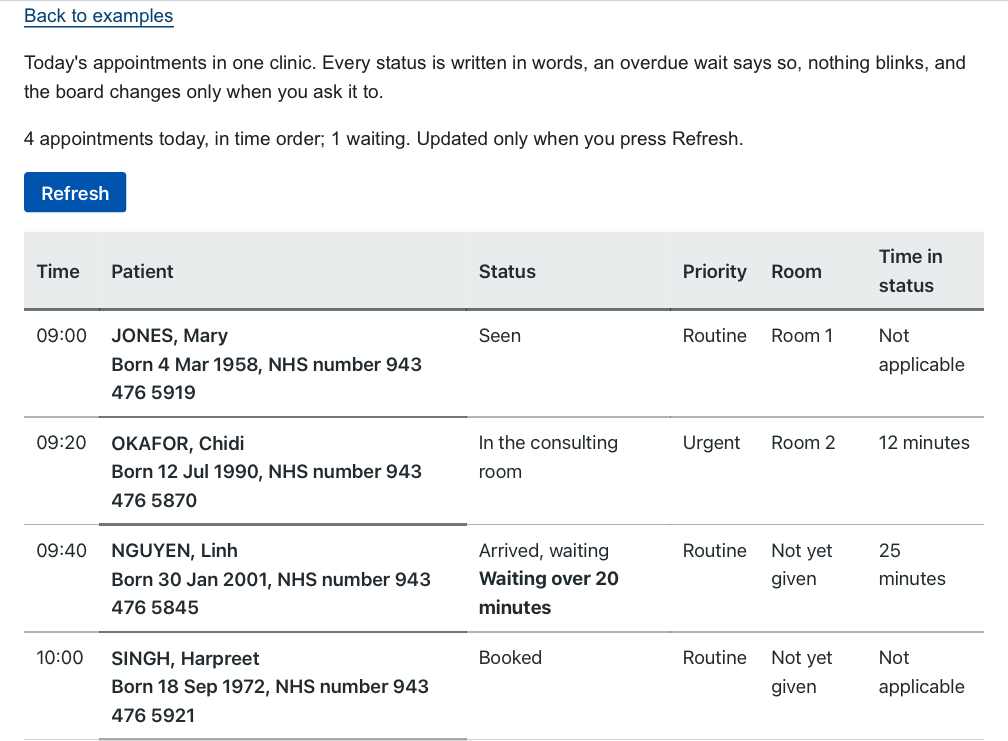 Back to examples
Today's appointments in one clinic. Every status is written in words, an overdue wait says so, nothing blinks, and
the board changes only when you ask it to.
4 appointments today, in time order; 1 waiting. Updated only when you press Refresh.
Refresh
Time Patient Status Priority Room Time in
status
09:00 JONES, Mary Seen Routine Room 1 Not
Born 4 Mar 1958, NHS number 943 applicable
476 5919
09:20 OKAFOR, Chidi In the consulting Urgent Room 2 12 minutes
Born 12 Jul 1990, NHS number 943 room
476 5870
09:40 NGUYEN, Linh Arrived, waiting Routine Not yet 25
Born 30 Jan 2001, NHS number 943 Waiting over 20 given minutes
476 5845 minutes
10:00 SINGH, Harpreet Booked Routine Not yet Not
Born 18 Sep 1972, NHS number 943 given applicable
476 5921